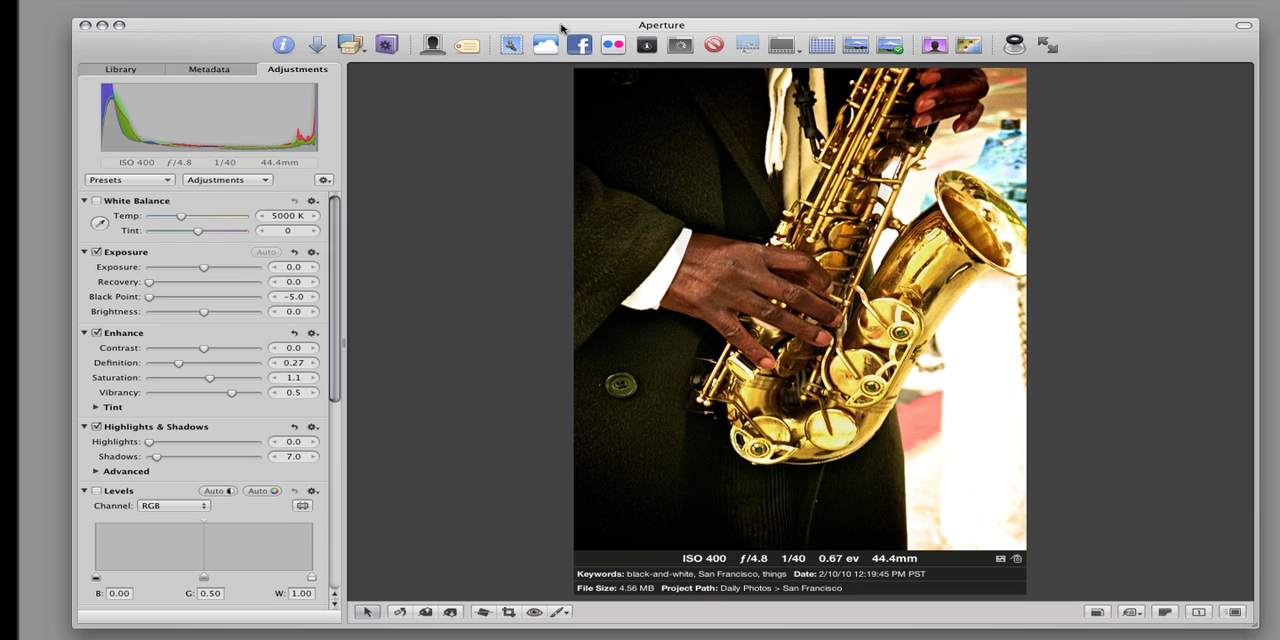 Aperture
Library Metadata Adjustments
ISO 400 ƒ/4.8 1/40 44.4mm
Presets Adjustments
White Balance
Temp: 5000 K
Tint: 0
Exposure Auto
Exposure: 0.0
Recovery: 0.0
Black Point: -5.0
Brightness: 0.0
Enhance
Contrast: 0.0
Definition: 0.27
Saturation: 1.1
Vibrancy: 0.5
Tint
Highlights & Shadows
Highlights: 0.0
Shadows: 7.0
Advanced
Levels Auto Auto
Channel: RGB
B: 0.00 G: 0.50 W: 1.00
ISO 400 ƒ/4.8 1/40 0.67 ev 44.4mm
Keywords: black-and-white, San Francisco, things Date: 2/10/10 12:19:45 PM PST
File Size: 4.56 MB Project Path: Daily Photos > San Francisco